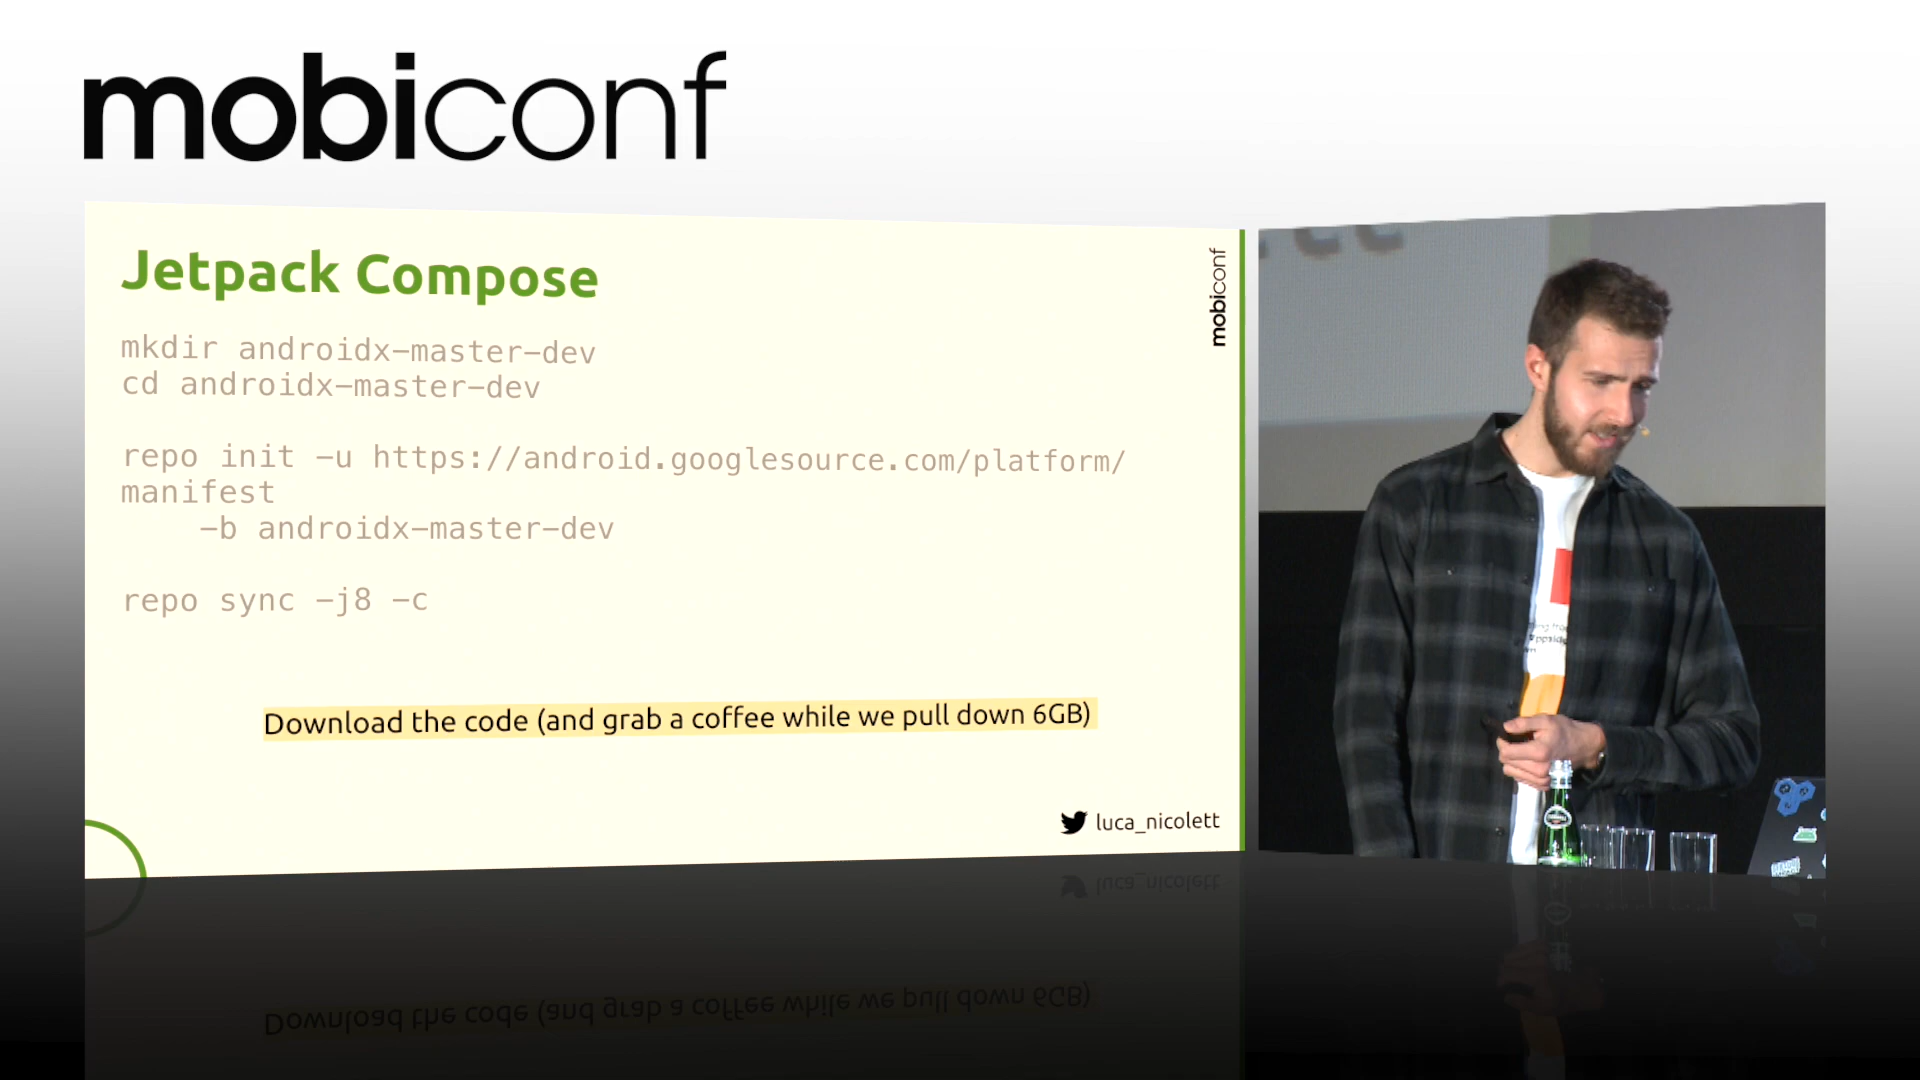 mobiconf
Jetpack Compose
mobiconf
mkdir androidx-master-dev
cd androidx-master-dev
repo init -u https://android.googlesource.com/platform/
manifest
-b androidx-master-dev
repo sync -j8 -c
Download the code (and grab a coffee while we pull down 6GB)
luca_nicolett